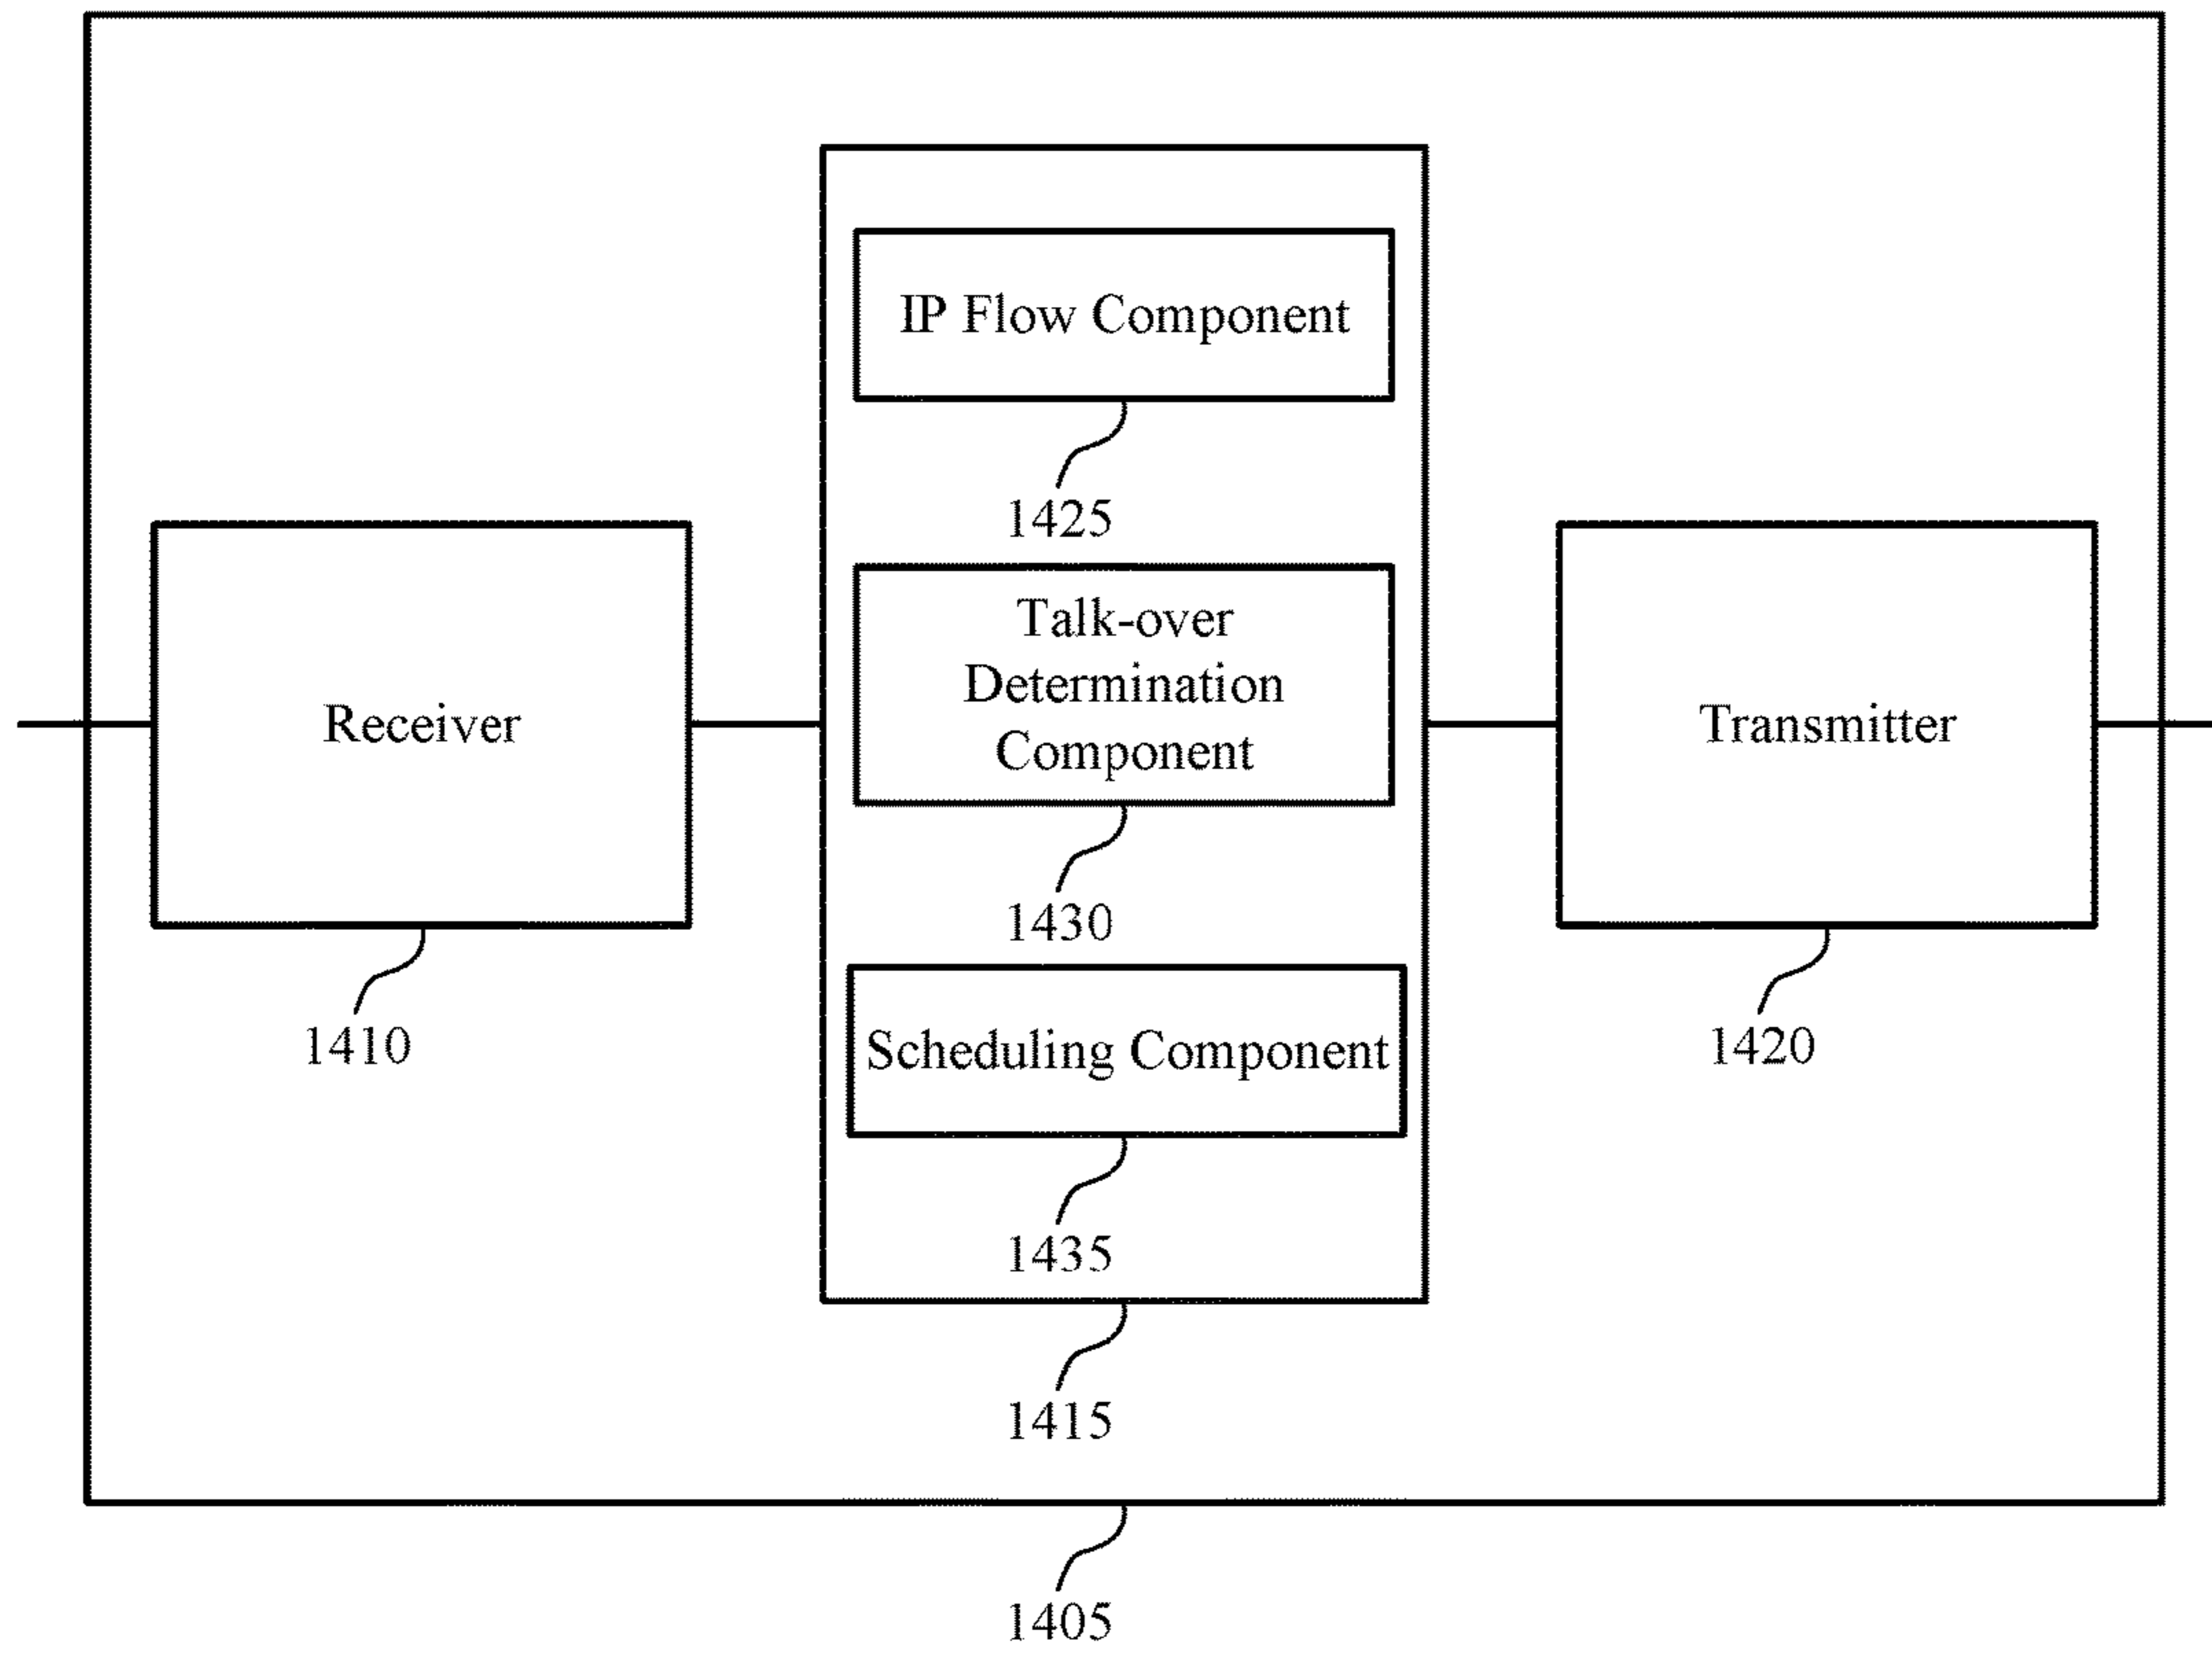 IP Flow Component
1425
Receiver
1410
Talk-over
Determination
Component
1430
Scheduling Component
1435
1415
Transmitter
1420
1405